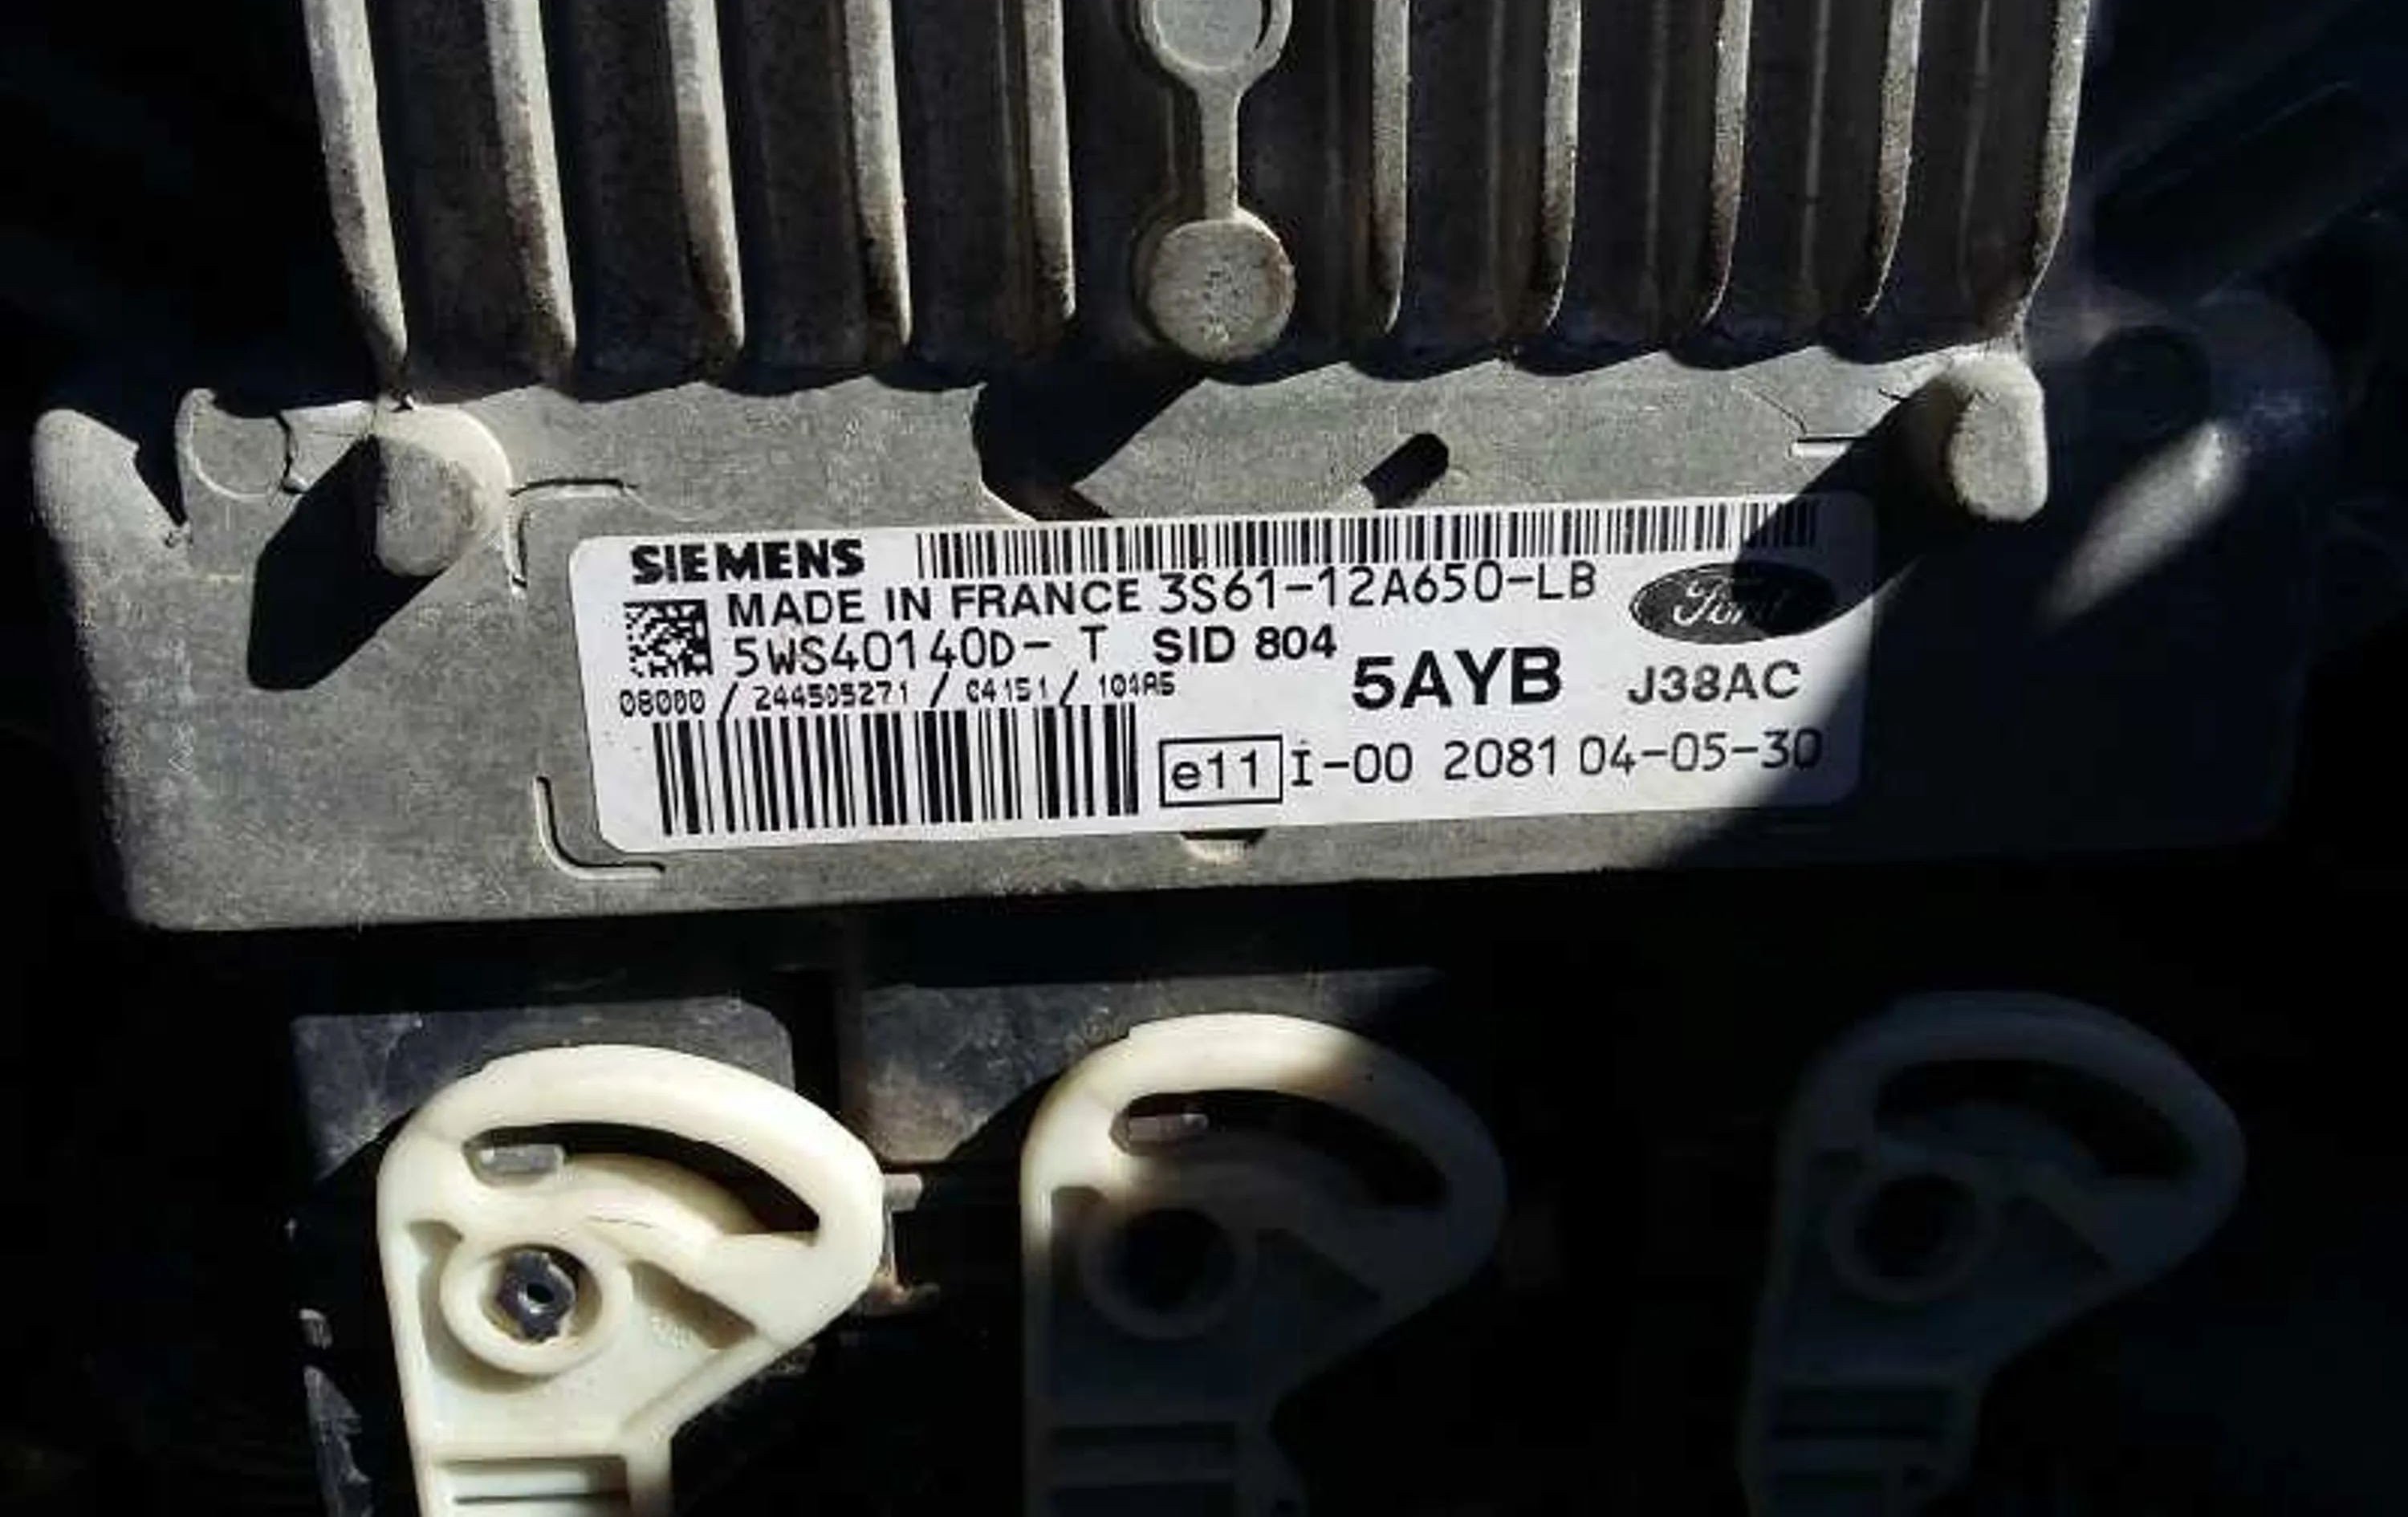 SIEMENS
MADE IN FRANCE 3S61-12A650-LB
Ford
5WS40140D- T SID 804
5AYB J38AC
08000 / 244505271 / C4151 / 104A5
e11 I-00 2081 04-05-30